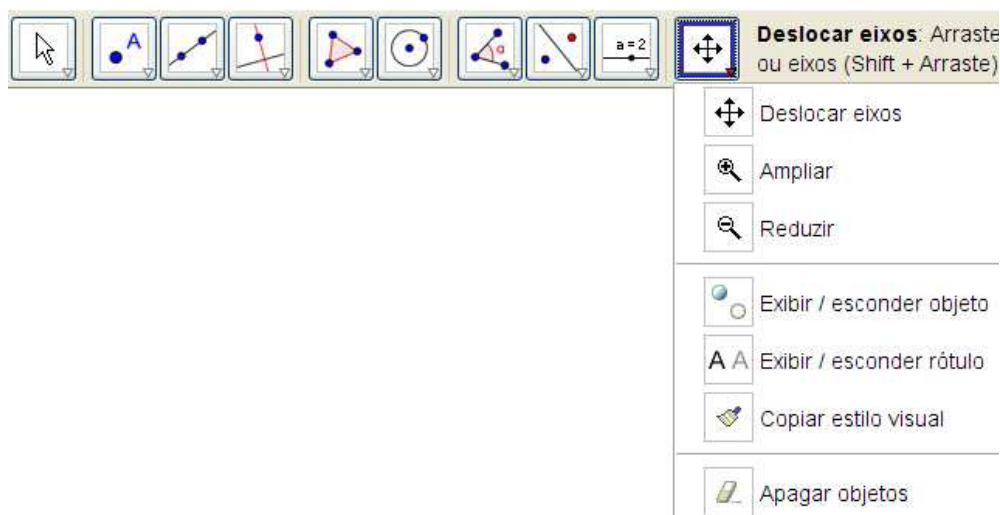 A
α
a=2
Deslocar eixos: Arraste
ou eixos (Shift + Arraste)
Deslocar eixos
Ampliar
Reduzir
Exibir / esconder objeto
A A Exibir / esconder rótulo
Copiar estilo visual
Apagar objetos